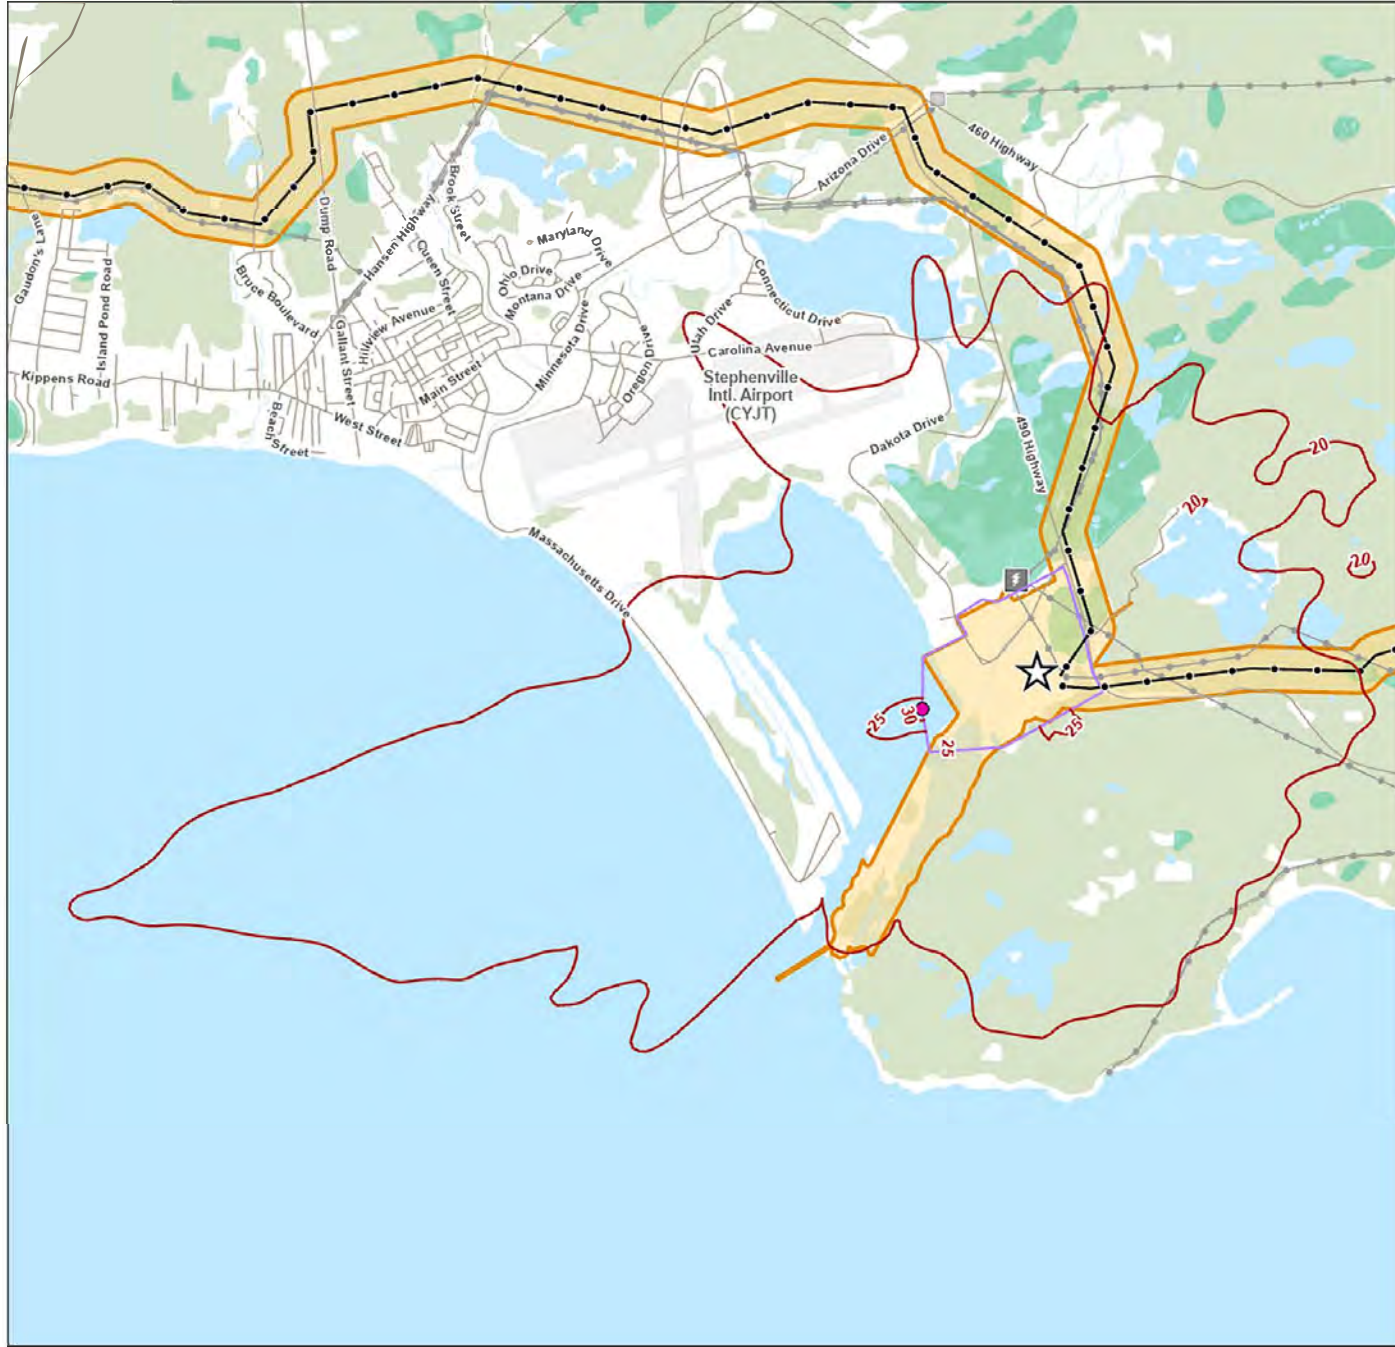 460 Highway
Arizona Drive
Brook Street
Dump Road
Hansen Highway
Gaudon's Lane
Maryland Drive
Queen Street
Ohio Drive
Montana Drive
Connecticut Drive
Island Pond Road
Bruce Boulevard
Utah Drive
Hillview Avenue
Gallant Street
Minnesota Drive
Oregon Drive
Carolina Avenue
Kippens Road
Main Street
Stephenville
Intl. Airport
(CYJT)
West Street
Beach
Street
Dakota Drive
490 Highway
20
20
20
Massachusetts Drive
25
30
25
25